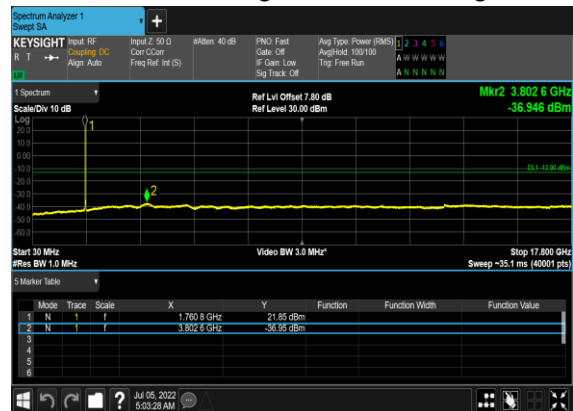 Spectrum Analyzer 1
Swept SA
+
KEYSIGHT
R T
LW
Input: RF
Coupling: DC
Align: Auto
Input Z: 50 Ω
Corr CCorr
Freq Ref: Int (S)
#Atten: 40 dB
PNO: Fast
Gate: Off
IF Gain: Low
Sig Track: Off
Avg Type: Power (RMS)
Avg|Hold: 100/100
Trig: Free Run
1 2 3 4 5 6
A W W W W W
A N N N N N
1 Spectrum
Scale/Div 10 dB
Ref Lvl Offset 7.80 dB
Ref Level 30.00 dBm
Mkr2 3.802 6 GHz
-36.946 dBm
Log
20.0
10.0
0.00
-10.0
-20.0
-30.0
-40.0
-50.0
-60.0
1
2
DL1 -13.00 dBm
Start 30 MHz
#Res BW 1.0 MHz
Video BW 3.0 MHz*
Stop 17.800 GHz
Sweep ~35.1 ms (40001 pts)
5 Marker Table
Mode Trace Scale X Y Function Function Width Function Value
1 N 1 f 1.760 8 GHz 21.85 dBm
2 N 1 f 3.802 6 GHz -36.95 dBm
3
4
5
6
?
Jul 05, 2022
5:03:28 AM